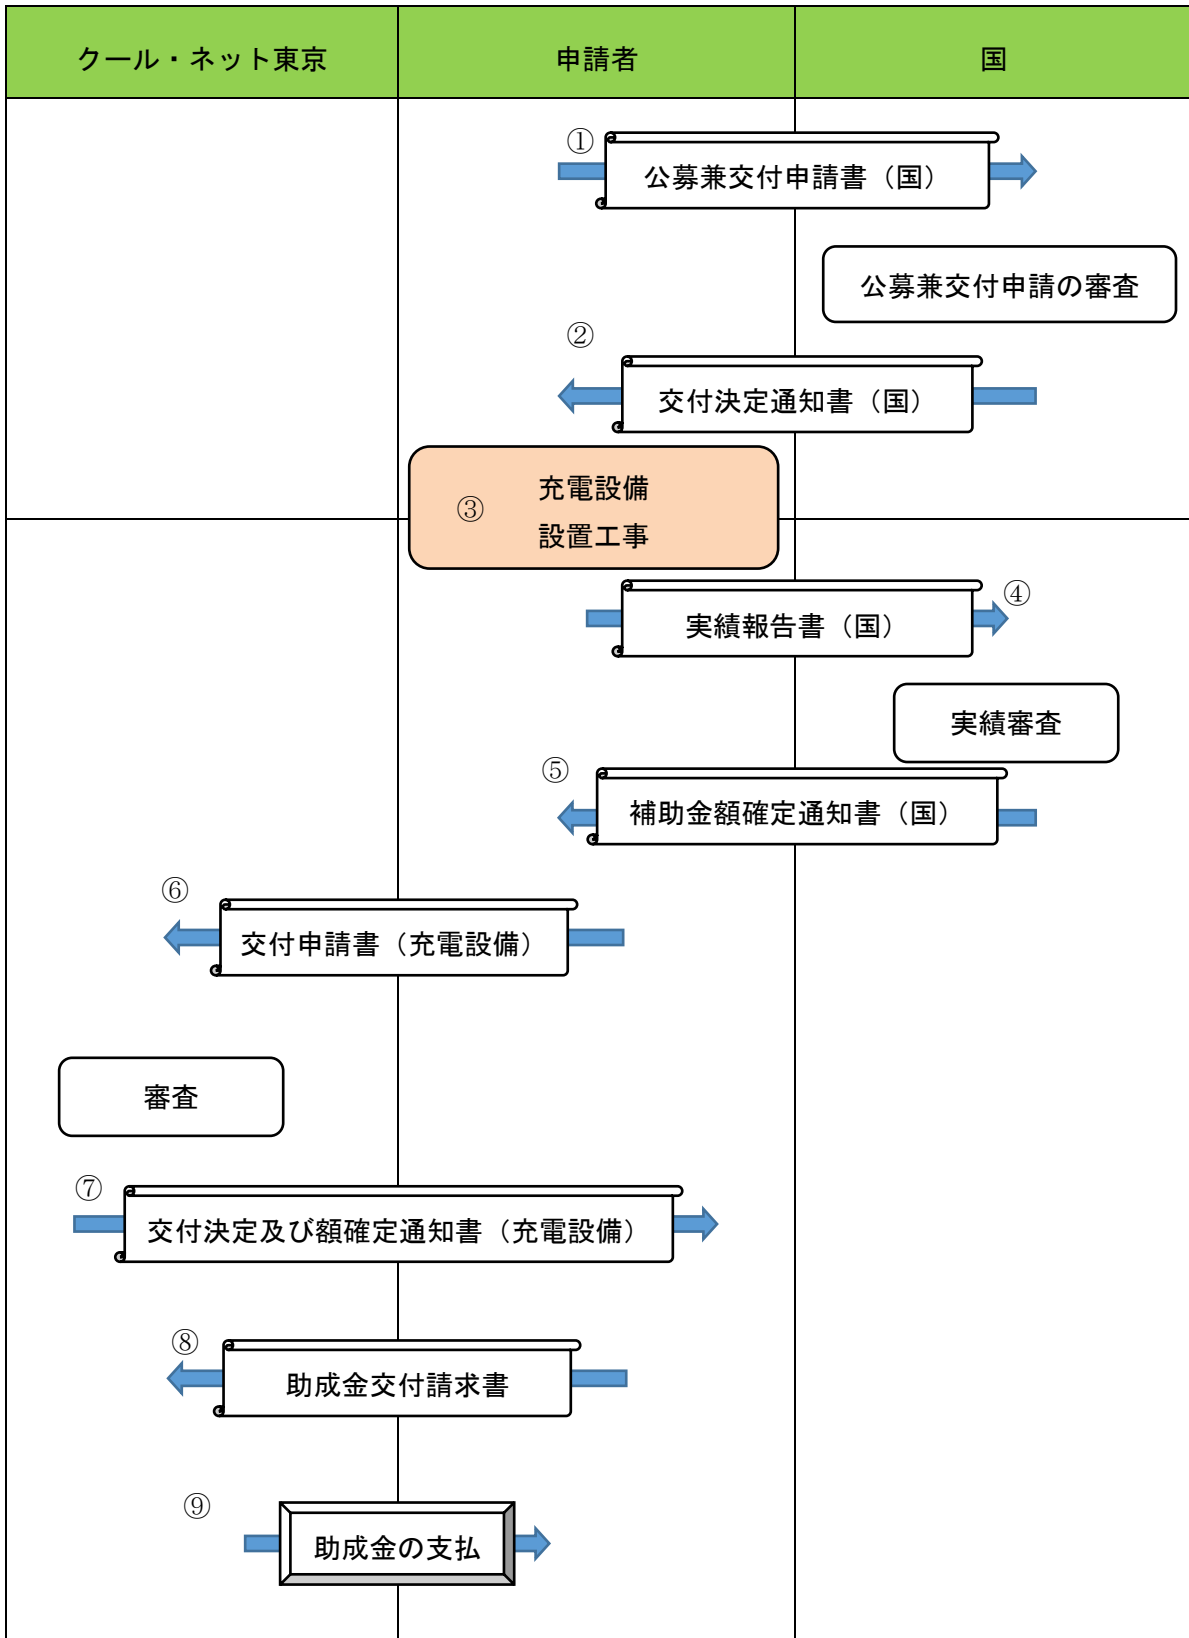 クール・ネット東京
申請者
国
①
公募兼交付申請書（国）
公募兼交付申請の審査
②
交付決定通知書（国）
③
充電設備
設置工事
④
実績報告書（国）
実績審査
⑤
補助金額確定通知書（国）
⑥
交付申請書（充電設備）
審査
⑦
交付決定及び額確定通知書（充電設備）
⑧
助成金交付請求書
⑨
助成金の支払